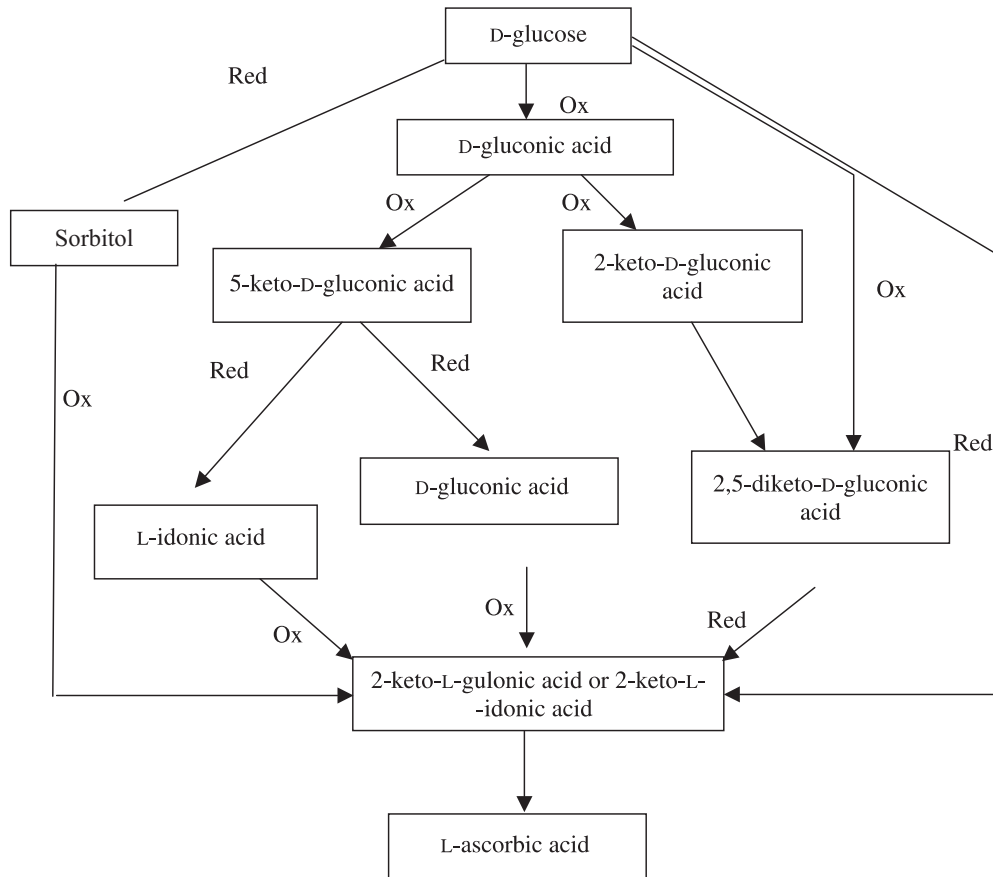 D-glucose
Red
Ox
D-gluconic acid
Ox
Ox
Sorbitol
5-keto-D-gluconic acid
2-keto-D-gluconic
acid
Ox
Red
Red
Ox
Red
D-gluconic acid
2,5-diketo-D-gluconic
acid
L-idonic acid
Ox
Ox
Red
2-keto-L-gulonic acid or 2-keto-L-
-idonic acid
L-ascorbic acid